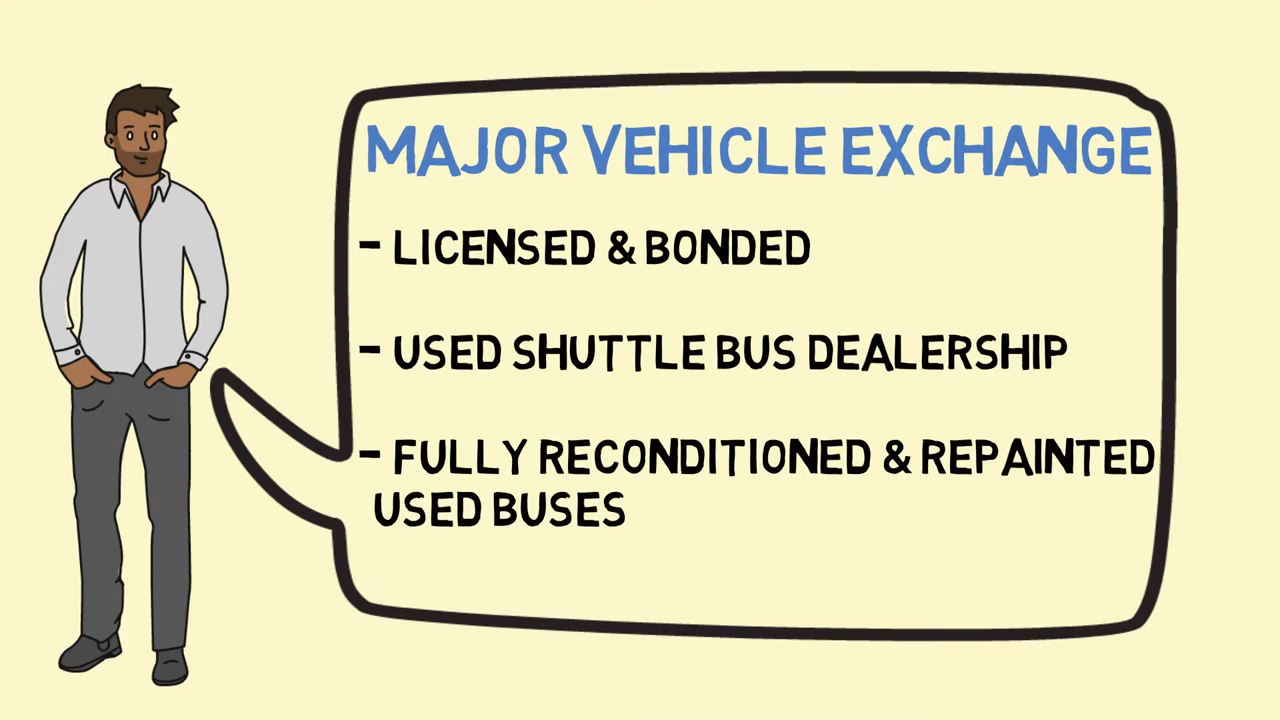 MAJOR VEHICLE EXCHANGE
- LICENSED & BONDED
- USED SHUTTLE BUS DEALERSHIP
- FULLY RECONDITIONED & REPAINTED
USED BUSES